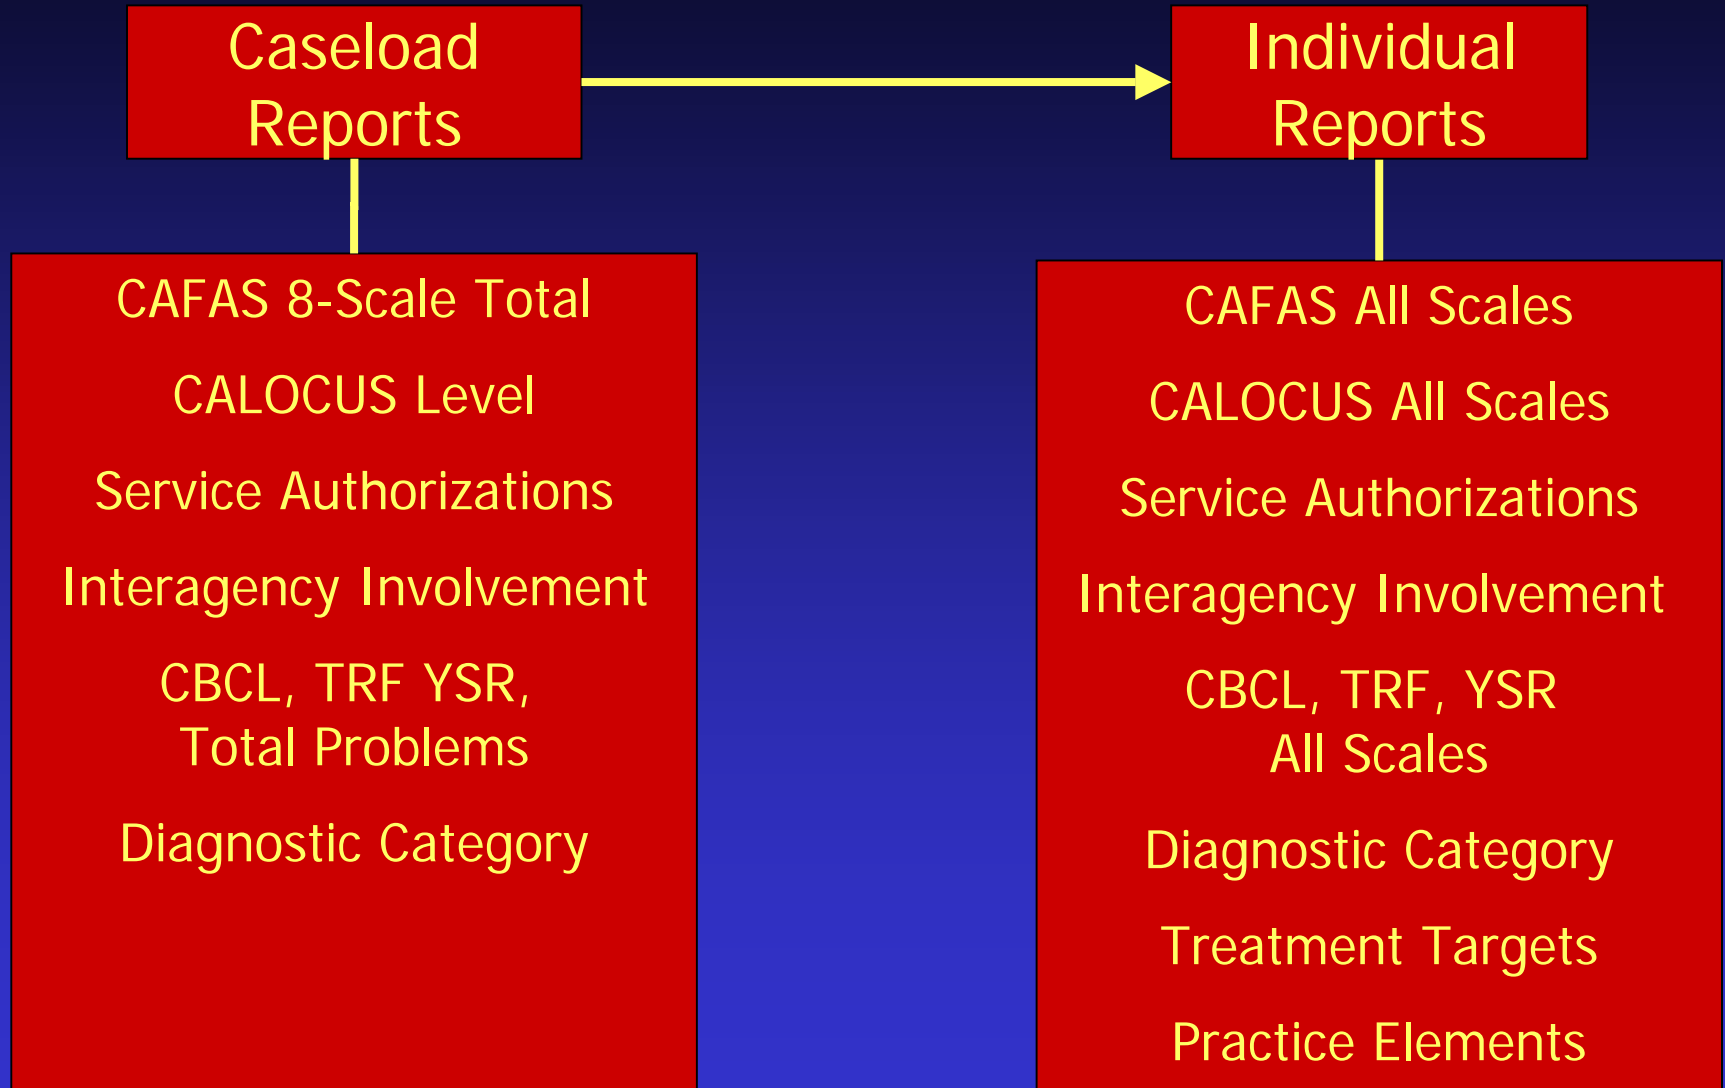 Caseload
Reports
Individual
Reports
CAFAS 8-Scale Total
CALOCUS Level
Service Authorizations
Interagency Involvement
CBCL, TRF YSR,
Total Problems
Diagnostic Category
CAFAS All Scales
CALOCUS All Scales
Service Authorizations
Interagency Involvement
CBCL, TRF, YSR
All Scales
Diagnostic Category
Treatment Targets
Practice Elements